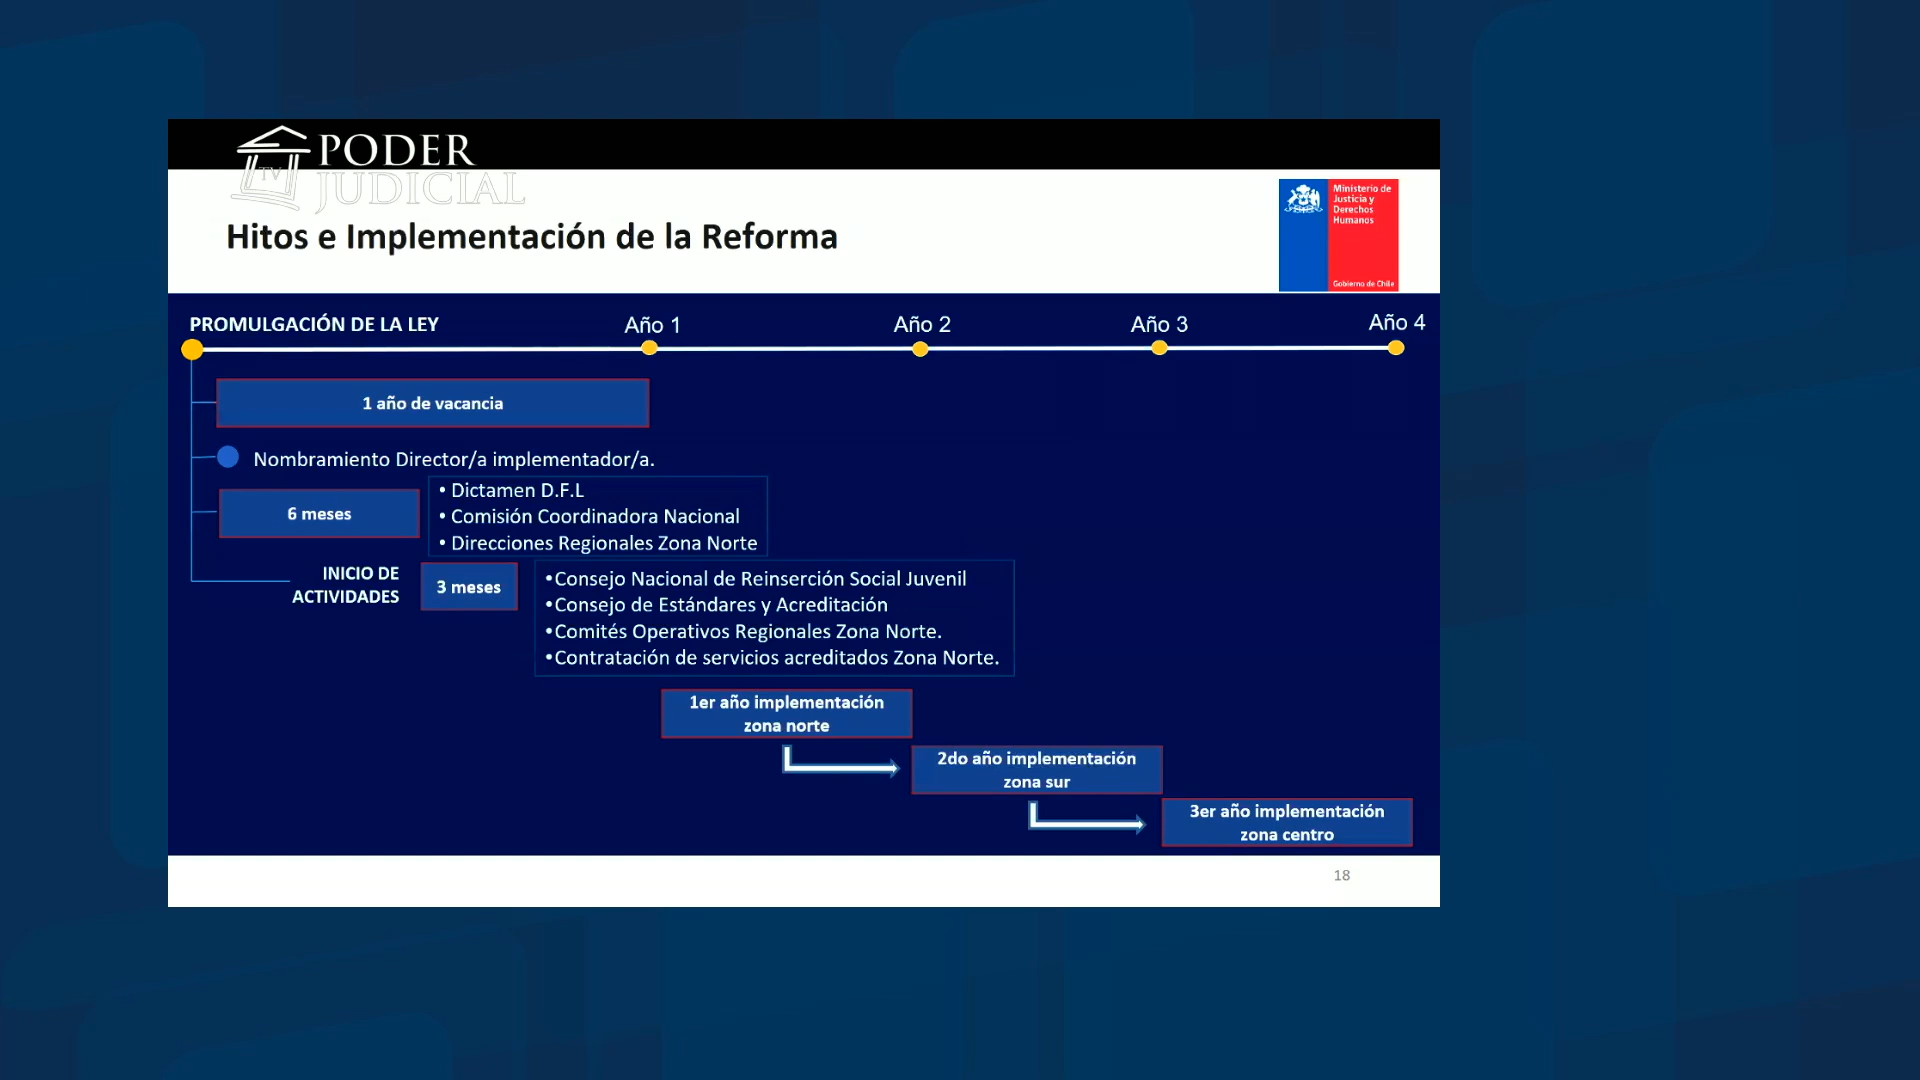 PODER
TV
JUDICIAL
Hitos e Implementación de la Reforma
Ministerio de
Justicia y
Derechos
Humanos
Gobierno de Chile
PROMULGACIÓN DE LA LEY
Año 1
Año 2
Año 3
Año 4
1 año de vacancia
Nombramiento Director/a implementador/a.
6 meses
• Dictamen D.F.L
• Comisión Coordinadora Nacional
• Direcciones Regionales Zona Norte
INICIO DE
ACTIVIDADES
3 meses
•Consejo Nacional de Reinserción Social Juvenil
•Consejo de Estándares y Acreditación
•Comités Operativos Regionales Zona Norte.
•Contratación de servicios acreditados Zona Norte.
1er año implementación
zona norte
2do año implementación
zona sur
3er año implementación
zona centro
18